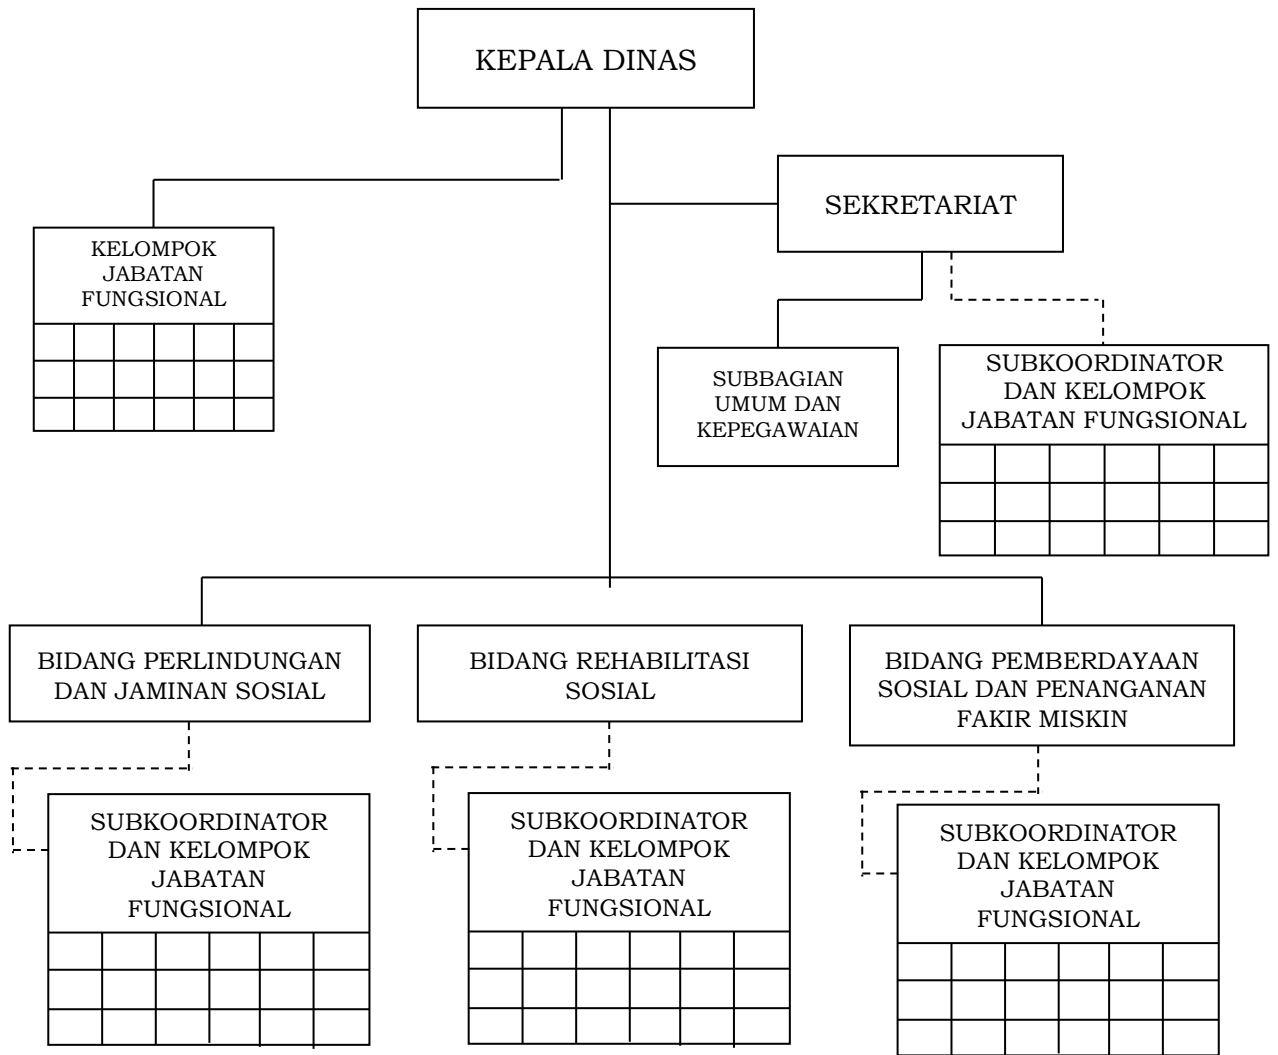 KEPALA DINAS
SEKRETARIAT
KELOMPOK
JABATAN
FUNGSIONAL
SUBBAGIAN
UMUM DAN
KEPEGAWAIAN
SUBKOORDINATOR
DAN KELOMPOK
JABATAN FUNGSIONAL
BIDANG PERLINDUNGAN
DAN JAMINAN SOSIAL
BIDANG REHABILITASI
SOSIAL
BIDANG PEMBERDAYAAN
SOSIAL DAN PENANGANAN
FAKIR MISKIN
SUBKOORDINATOR
DAN KELOMPOK
JABATAN
FUNGSIONAL
SUBKOORDINATOR
DAN KELOMPOK
JABATAN
FUNGSIONAL
SUBKOORDINATOR
DAN KELOMPOK
JABATAN
FUNGSIONAL